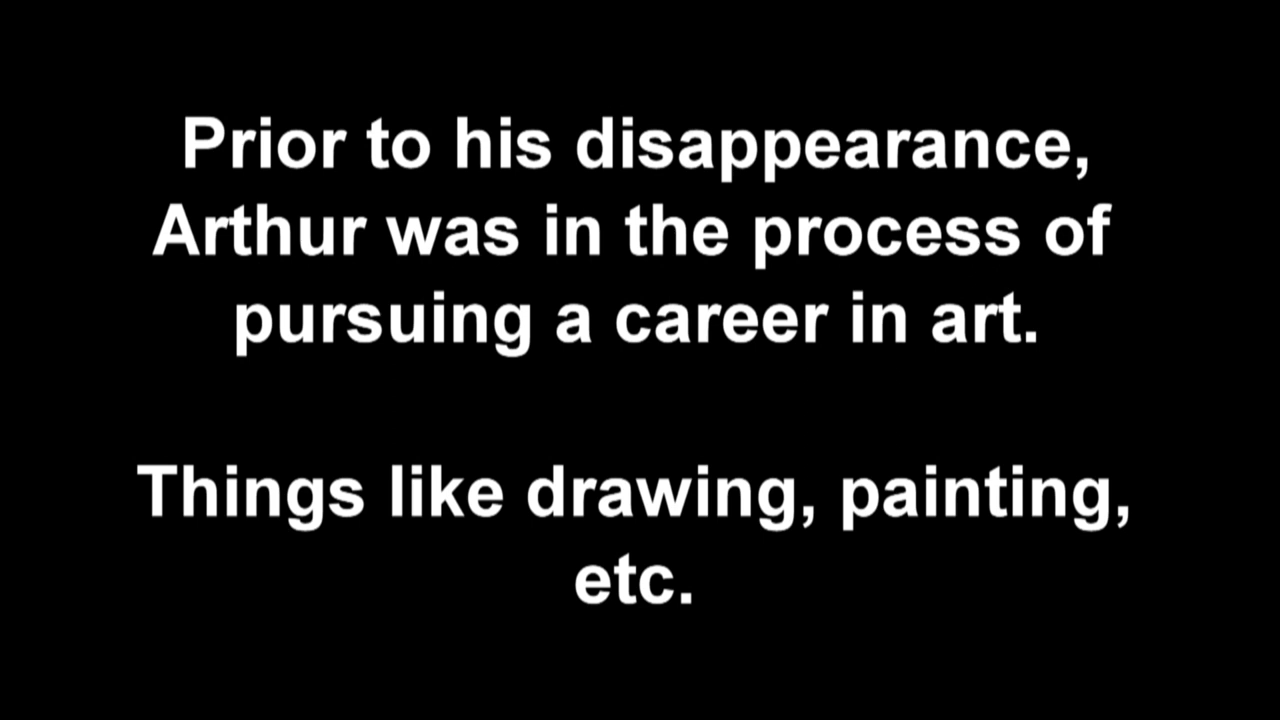 Prior to his disappearance,
Arthur was in the process of
pursuing a career in art.
Things like drawing, painting,
etc.